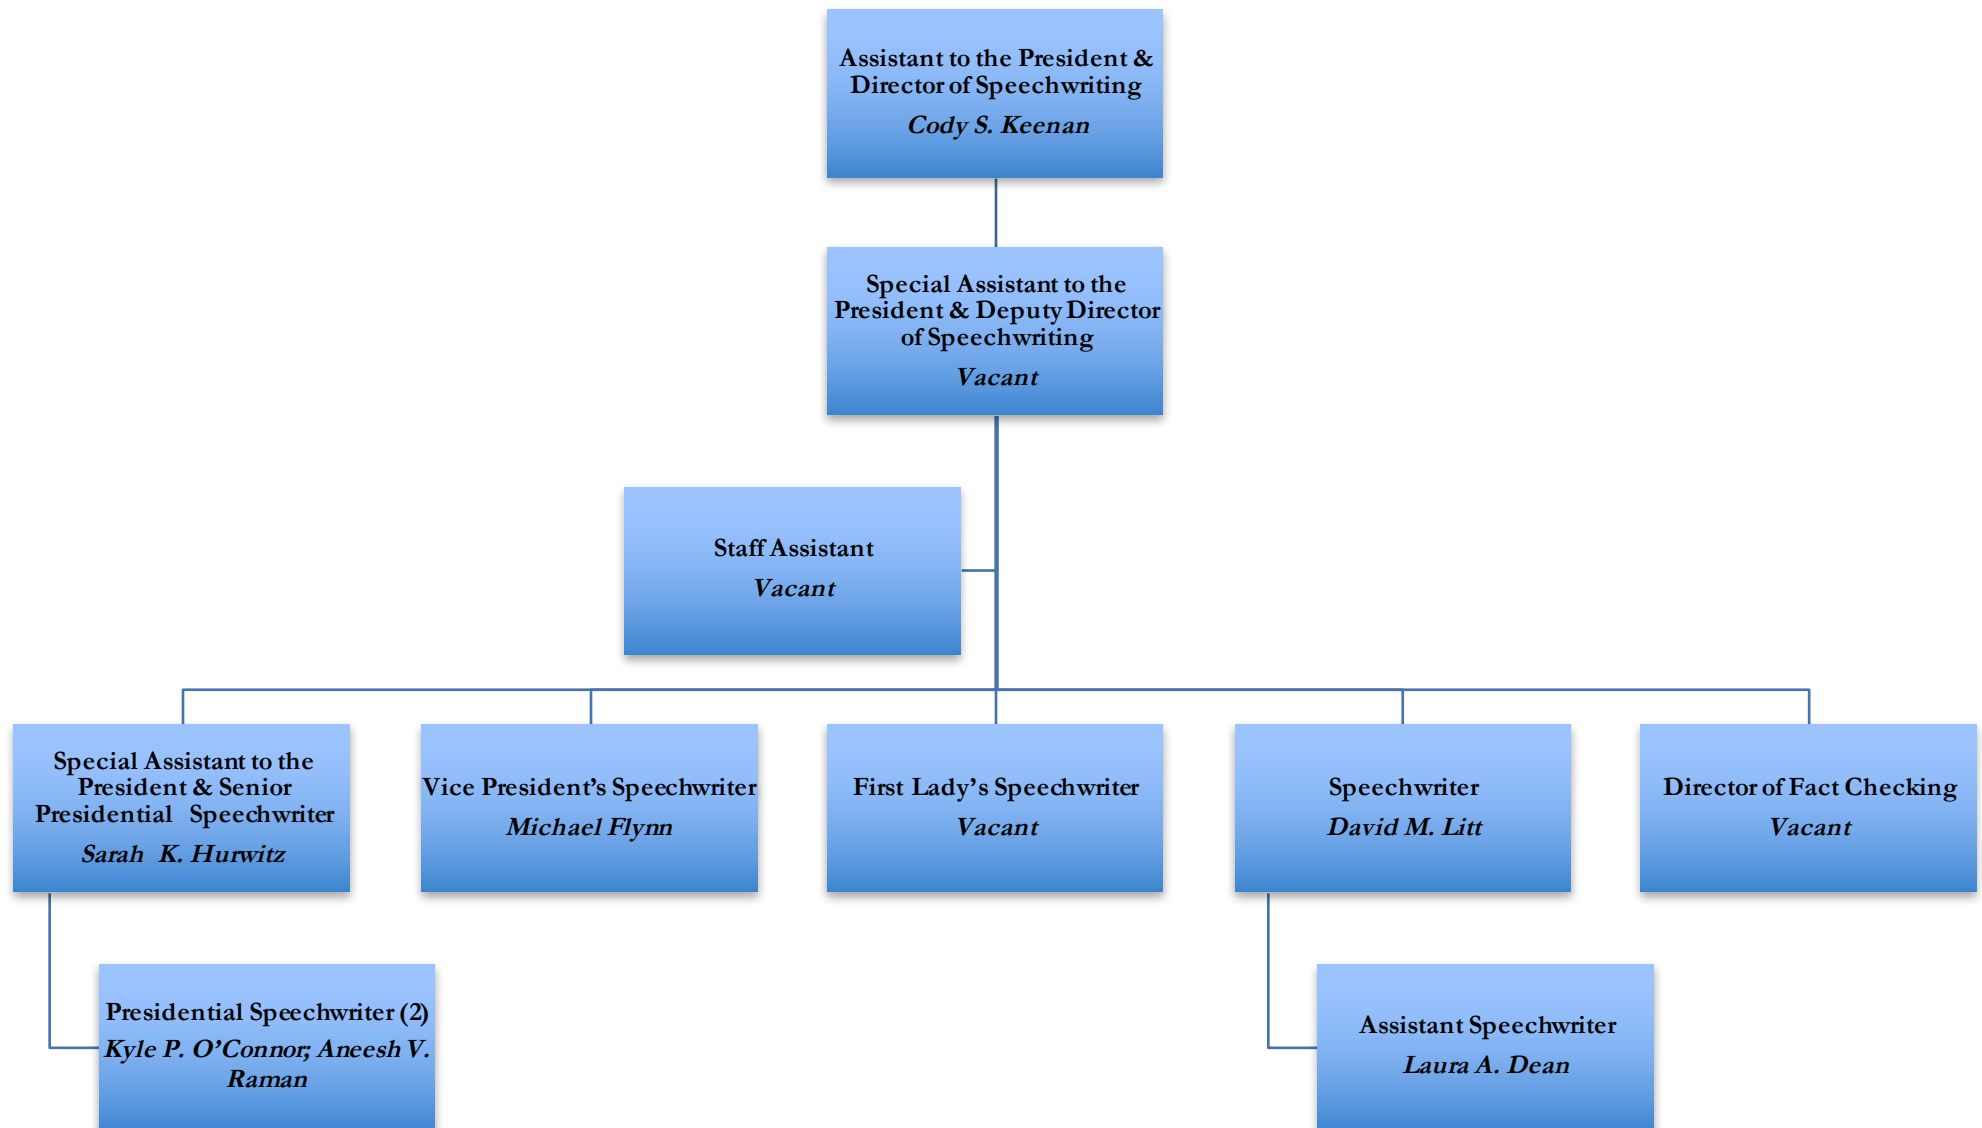 Assistant to the President &
Director of Speechwriting
Cody S. Keenan
Special Assistant to the
President & Deputy Director
of Speechwriting
Vacant
Staff Assistant
Vacant
Special Assistant to the
President & Senior
Presidential Speechwriter
Sarah K. Hurwitz
Vice President’s Speechwriter
Michael Flynn
First Lady’s Speechwriter
Vacant
Speechwriter
David M. Litt
Director of Fact Checking
Vacant
Presidential Speechwriter (2)
Kyle P. O’Connor; Aneesh V.
Raman
Assistant Speechwriter
Laura A. Dean